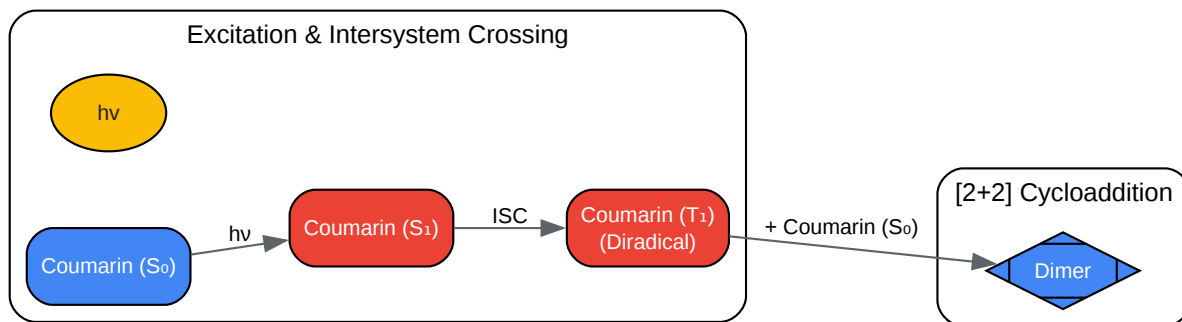 Excitation & Intersystem Crossing
hν
Coumarin (S₀)
hν
Coumarin (S₁)
ISC
Coumarin (T₁)
(Diradical)
+ Coumarin (S₀)
[2+2] Cycloaddition
Dimer